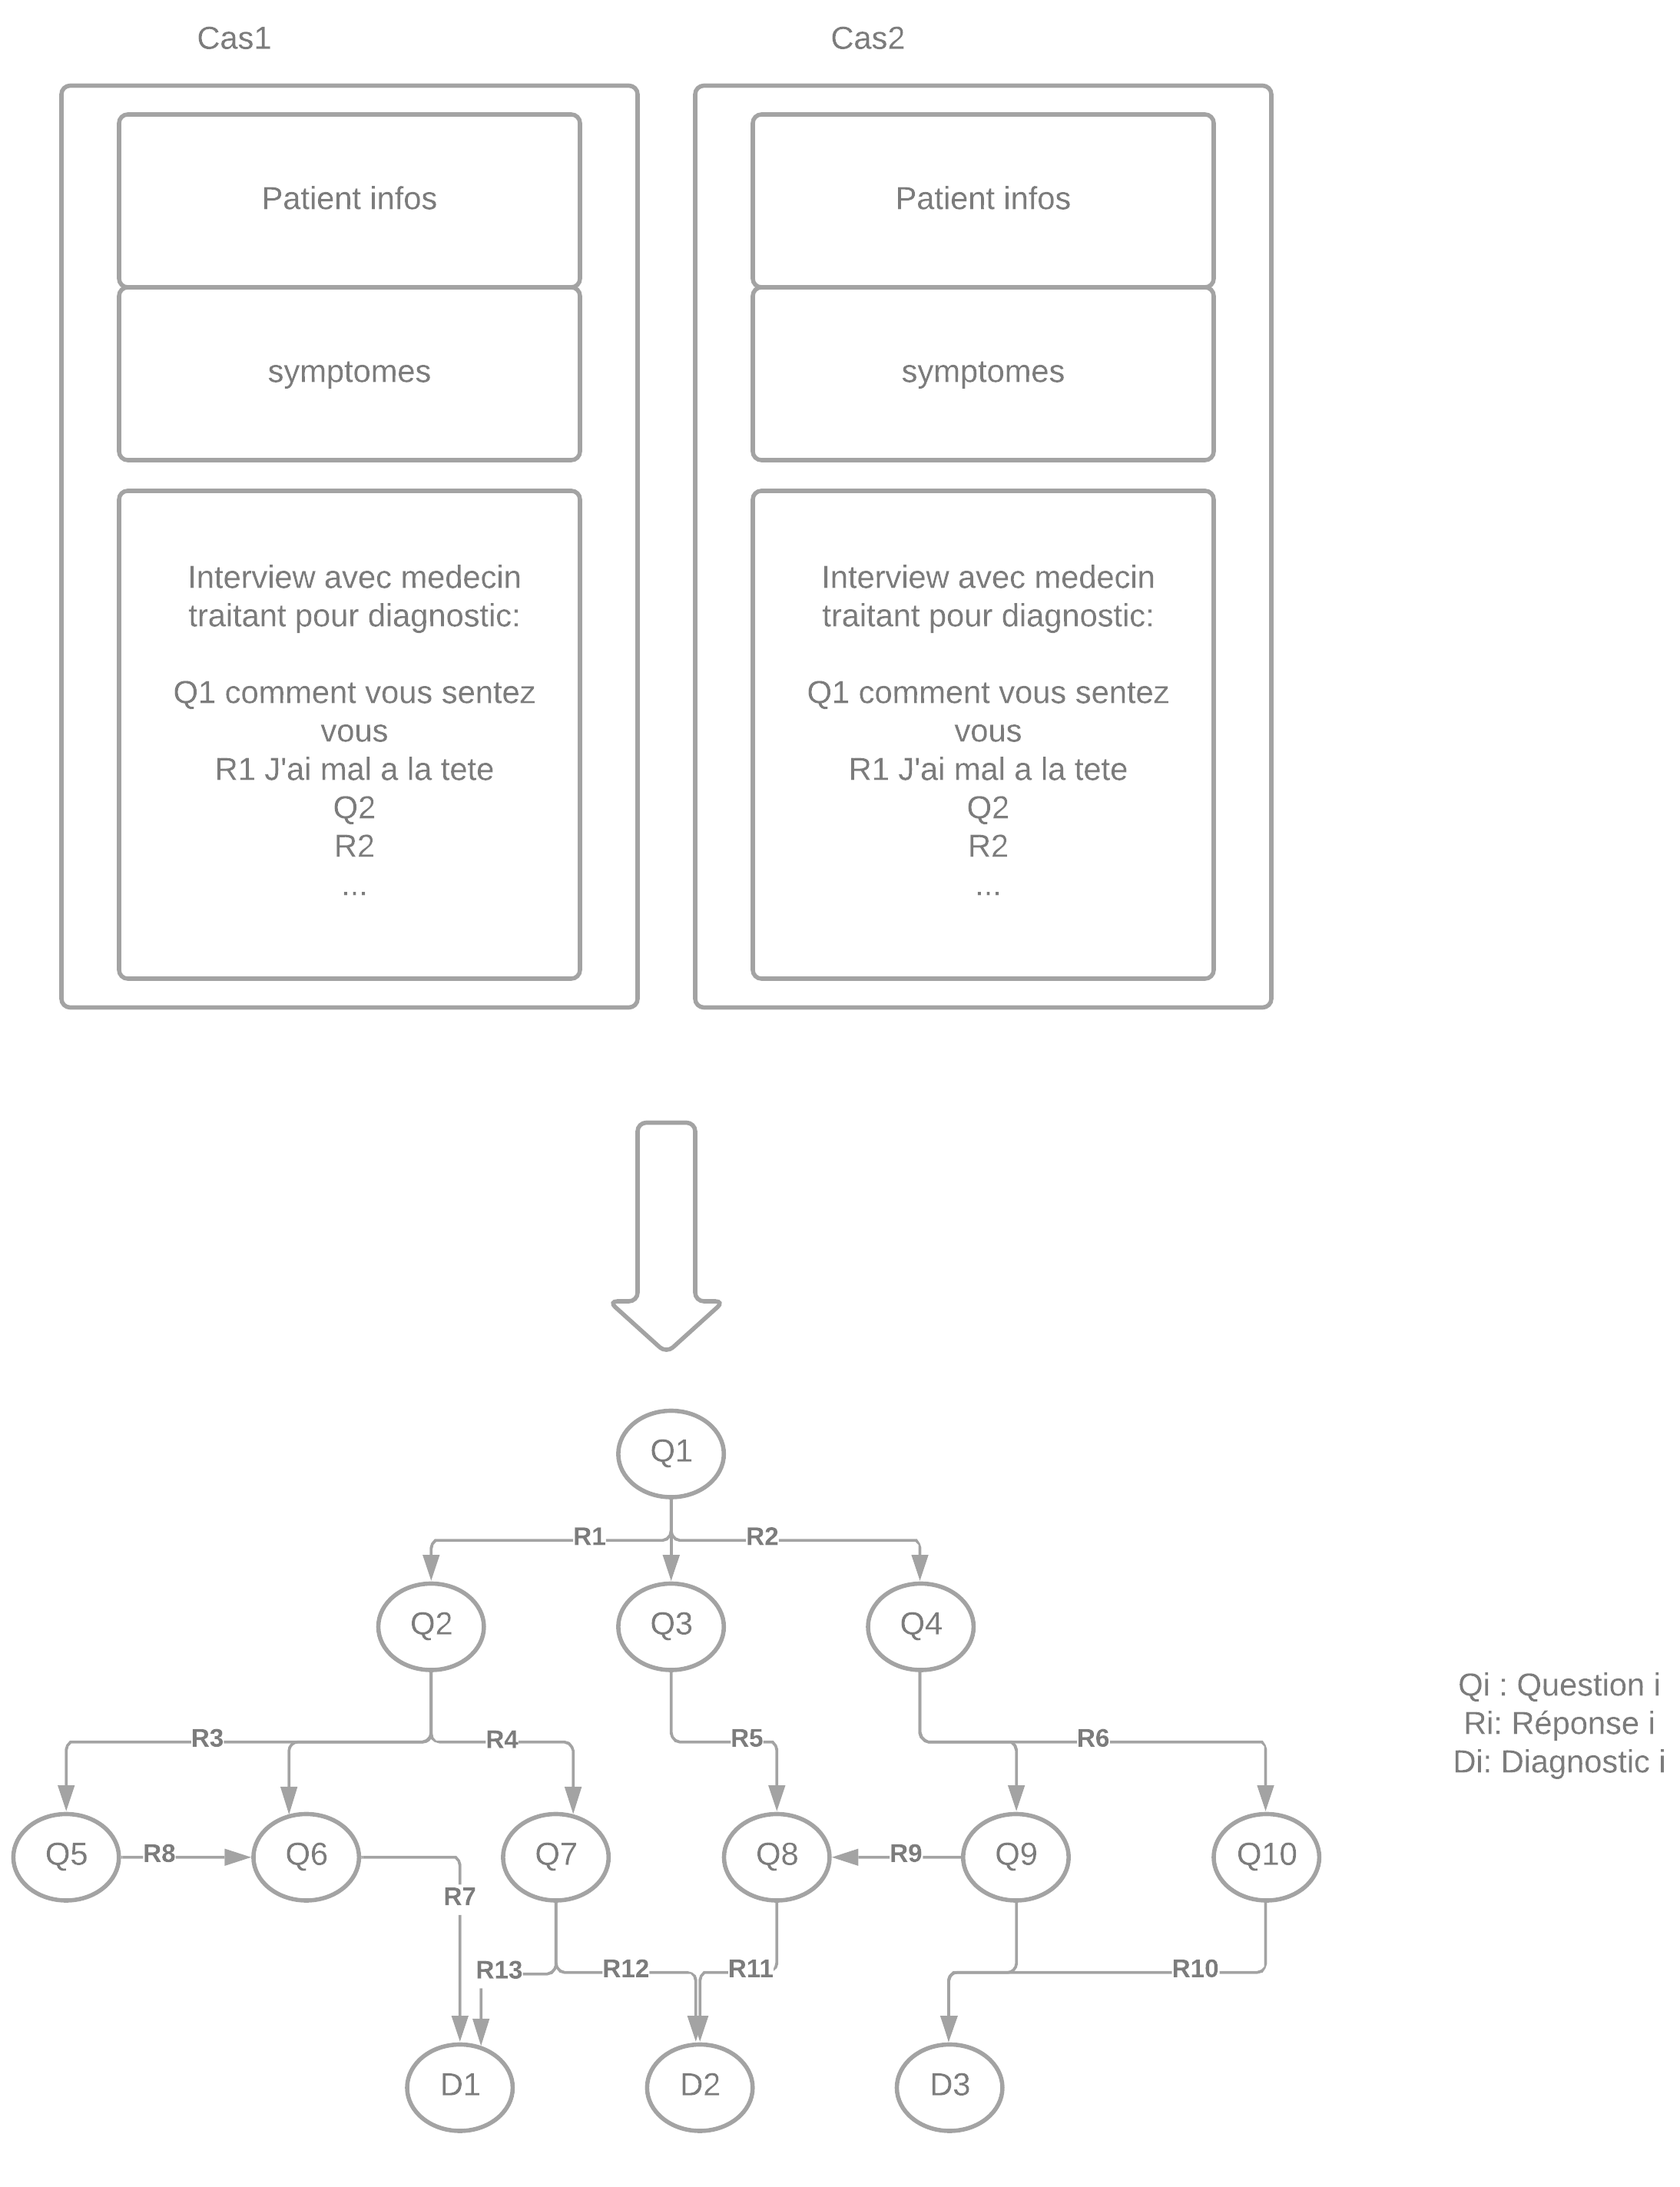 Cas1
Cas2
Patient infos
symptomes
Interview avec medecin
traitant pour diagnostic:
Q1 comment vous sentez
vous
R1 J'ai mal a la tete
Q2
R2
...
Patient infos
symptomes
Interview avec medecin
traitant pour diagnostic:
Q1 comment vous sentez
vous
R1 J'ai mal a la tete
Q2
R2
...
Q1
R1
R2
Q2
Q3
Q4
R3
R4
R5
R6
Q5
R8
Q6
Q7
Q8
R9
Q9
Q10
R7
R13
R12
R11
R10
D1
D2
D3
Qi : Question i
Ri: Réponse i
Di: Diagnostic i